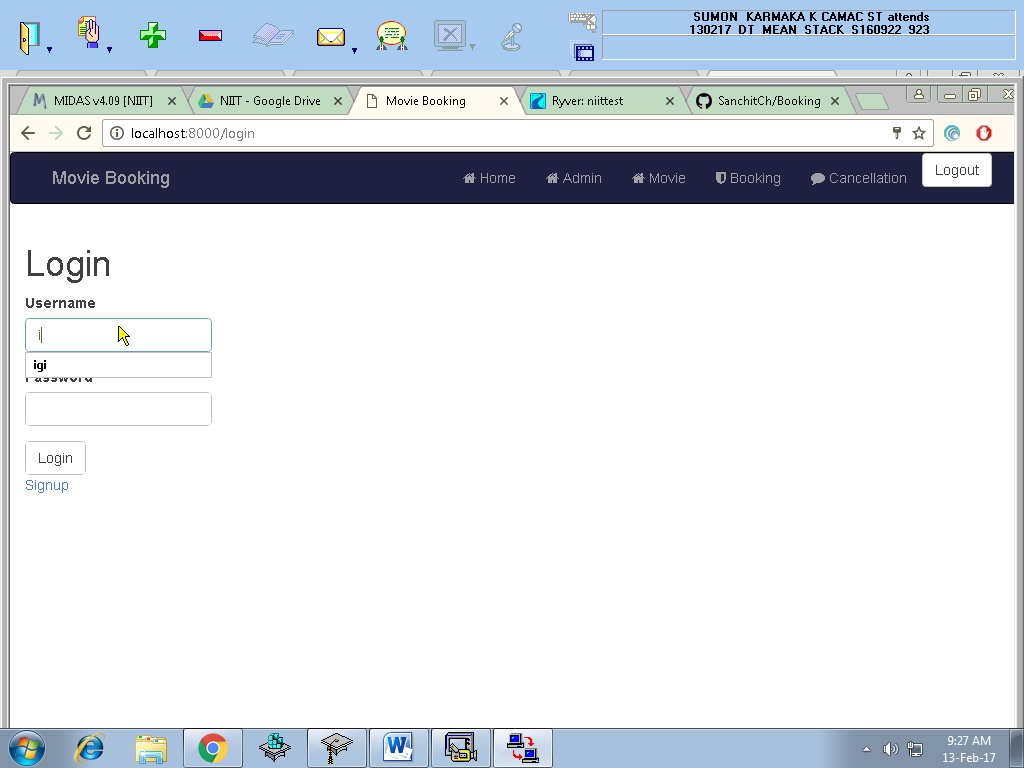 SUMON KARMAKA K CAMAC ST attends
130217 DT MEAN STACK S160922 923
MIDAS v4.09 [NIIT]
NIIT - Google Drive
Movie Booking
Ryver: niittest
SanchitCh/Booking
localhost:8000/login
Movie Booking
Home
Admin
Movie
Booking
Cancellation
Logout
Login
Username
i
igi
Password
Login
Signup
9:27 AM
13-Feb-17